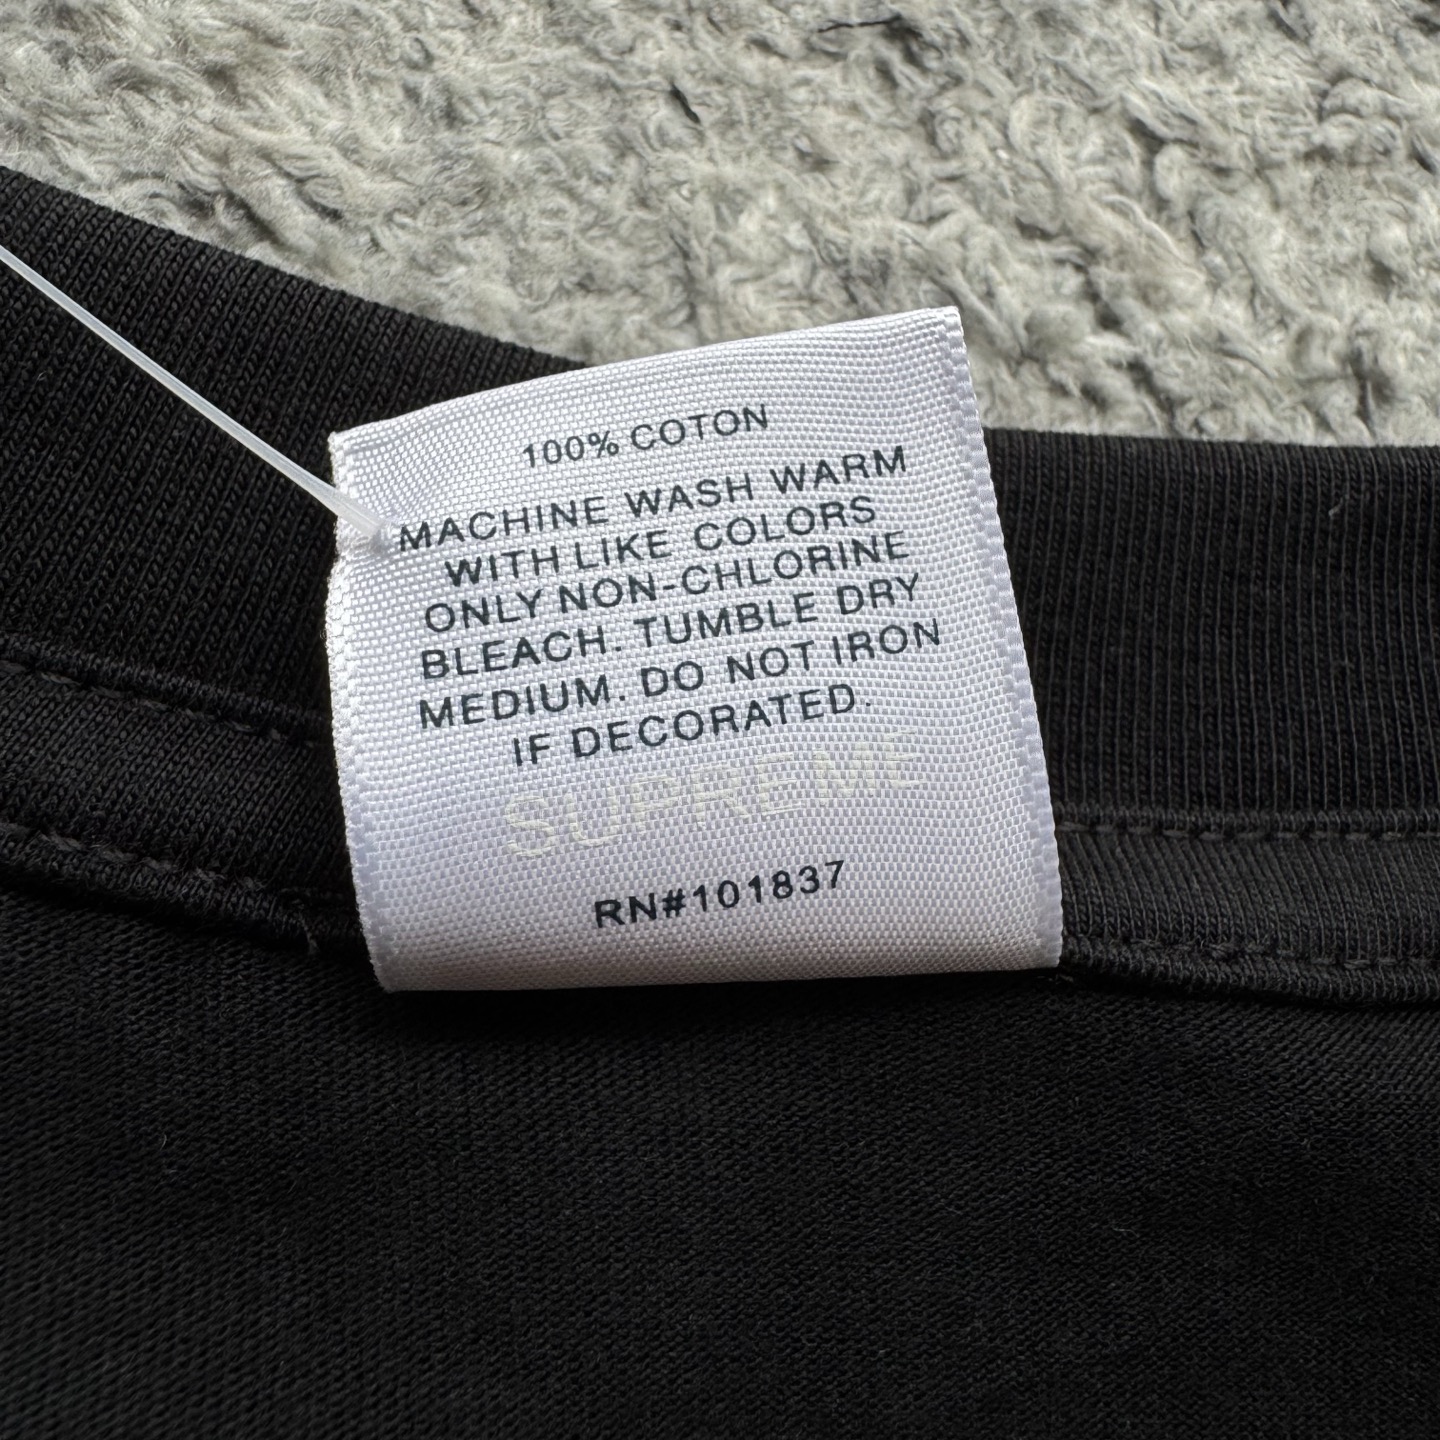 100% COTON
MACHINE WASH WARM
WITH LIKE COLORS
ONLY NON-CHLORINE
BLEACH. TUMBLE DRY
MEDIUM. DO NOT IRON
IF DECORATED.
SUPREME
RN#101837